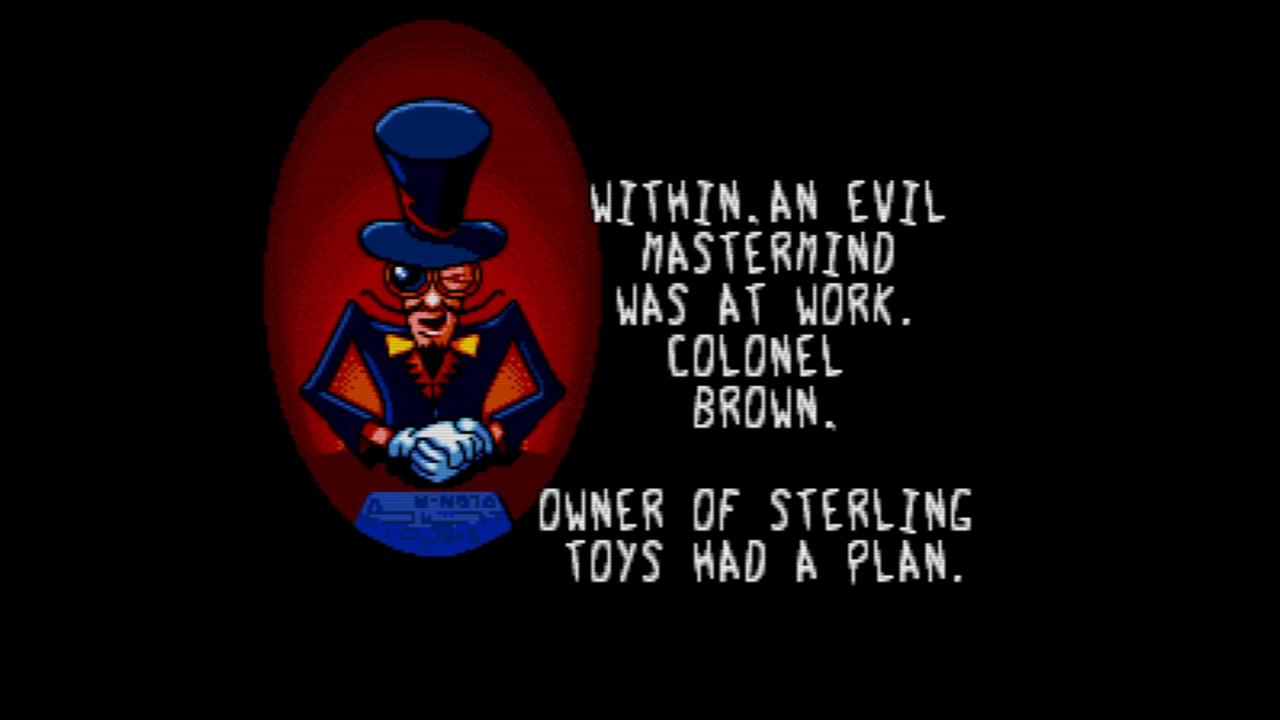 WITHIN.AN EVIL
MASTERMIND
WAS AT WORK.
COLONEL
BROWN.
OWNER OF STERLING
TOYS HAD A PLAN.